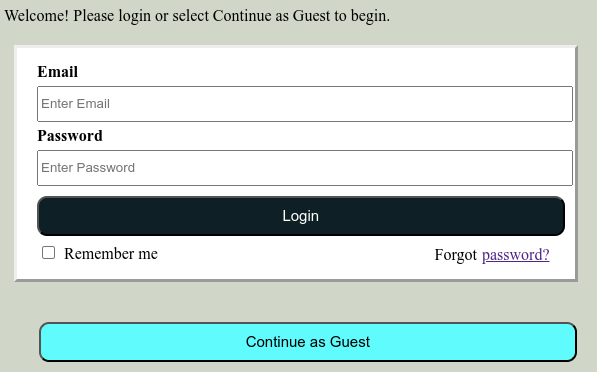 Welcome! Please login or select Continue as Guest to begin.
Email
Enter Email
Password
Enter Password
Login
Remember me
Forgot password?
Continue as Guest